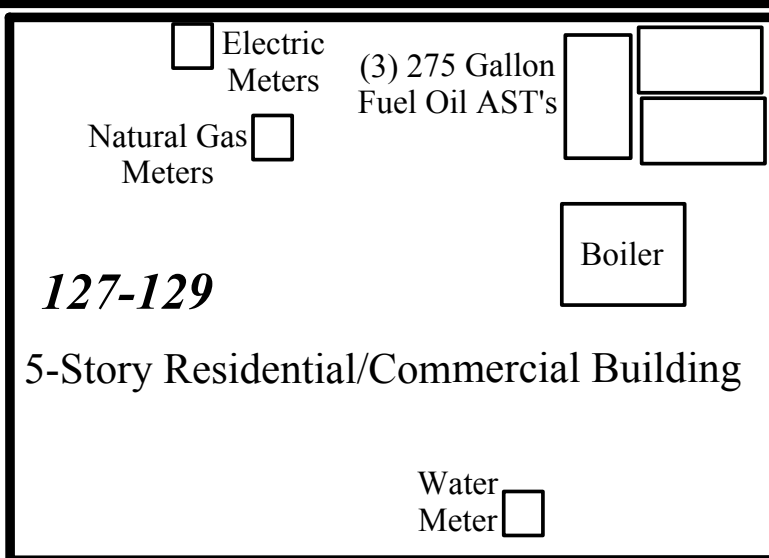 Electric
Meters
(3) 275 Gallon
Fuel Oil AST's
Natural Gas
Meters
Boiler
127-129
5-Story Residential/Commercial Building
Water
Meter